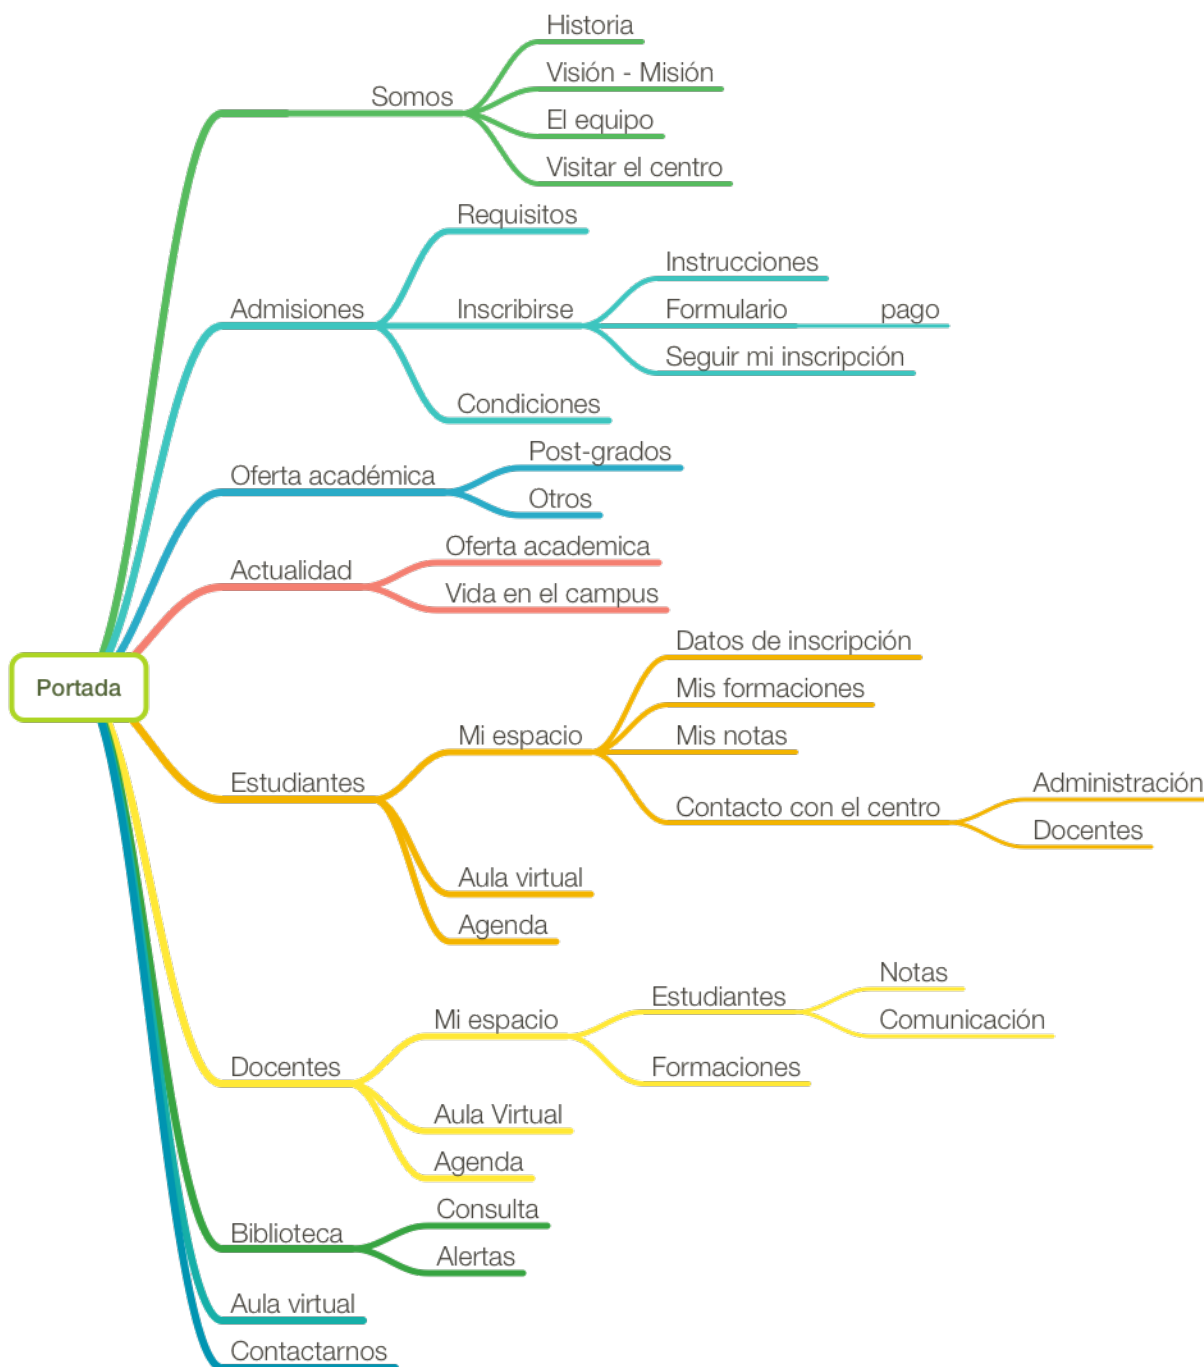 Historia
Visión - Misión
Somos
El equipo
Visitar el centro
Requisitos
Instrucciones
Admisiones
Inscribirse
Formulario
pago
Seguir mi inscripción
Condiciones
Post-grados
Oferta académica
Otros
Oferta academica
Actualidad
Vida en el campus
Datos de inscripción
Portada
Mis formaciones
Mi espacio
Mis notas
Estudiantes
Contacto con el centro
Administración
Docentes
Aula virtual
Agenda
Notas
Estudiantes
Mi espacio
Comunicación
Docentes
Formaciones
Aula Virtual
Agenda
Consulta
Biblioteca
Alertas
Aula virtual
Contactarnos